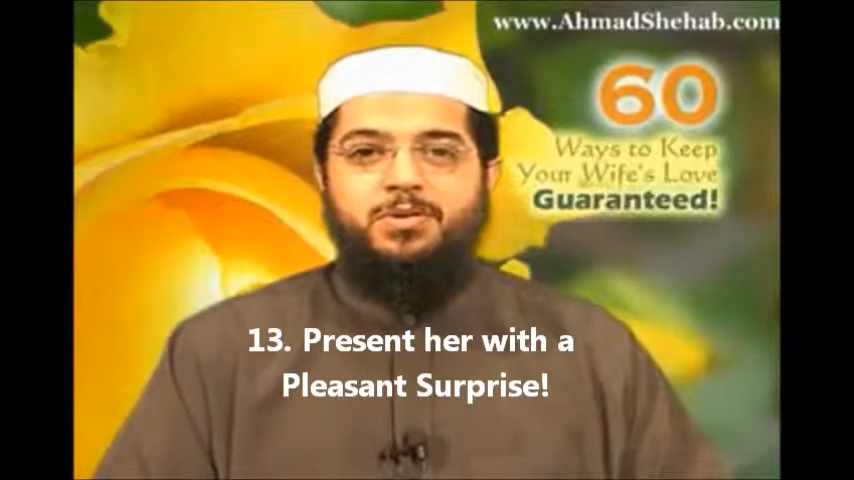 www.AhmadShehab.com
60
Ways to Keep
Your Wife's Love
Guaranteed!
13. Present her with a
Pleasant Surprise!